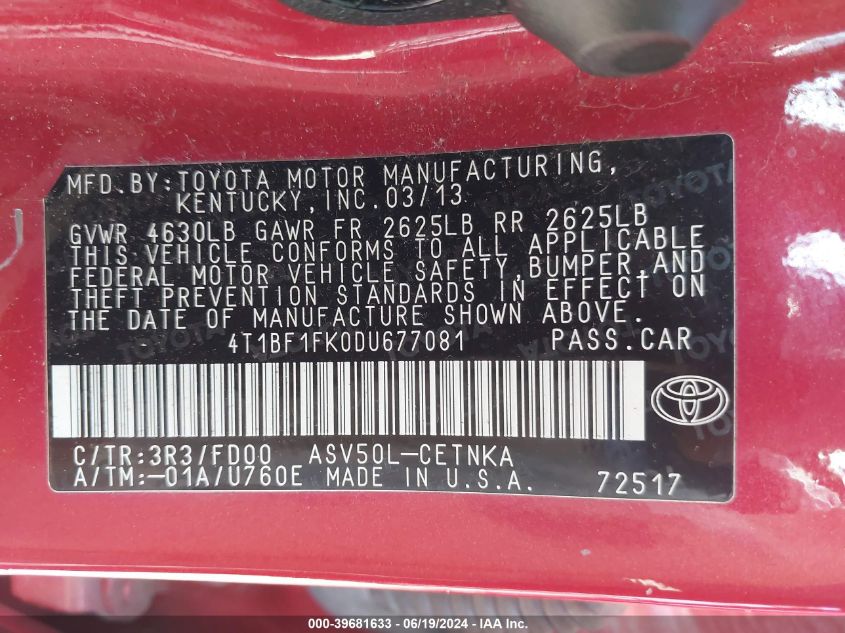 MFD.BY:TOYOTA MOTOR MANUFACTURING,
KENTUCKY,INC.03/13
GVWR 4630LB GAWR FR 2625LB RR 2625LB
THIS VEHICLE CONFORMS TO ALL APPLICABLE
FEDERAL MOTOR VEHICLE SAFETY,BUMPER,AND
THEFT PREVENTION STANDARDS IN EFFECT ON
THE DATE OF MANUFACTURE SHOWN ABOVE.
4T1BF1FK0DU677081 PASS.CAR
C/TR:3R3/FD00 ASV50L-CETNKA
A/TM:-01A/U760E MADE IN U.S.A. 72517
000-39681633 - 06/19/2024 - © IAA Inc.